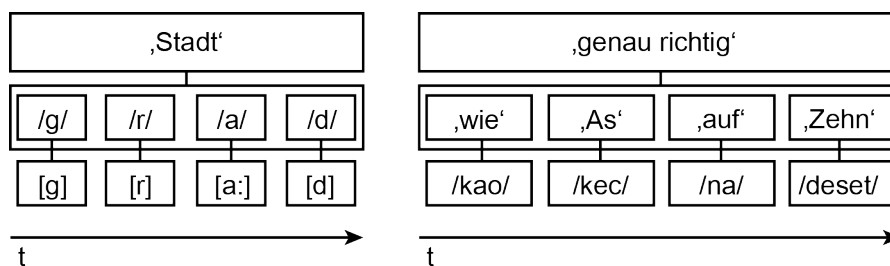 ‚Stadt‘
/g/ /r/ /a/ /d/
[g] [r] [a:] [d]
t
‚genau richtig‘
‚wie‘ ‚As‘ ‚auf‘ ‚Zehn‘
/kao/ /kec/ /na/ /deset/
t